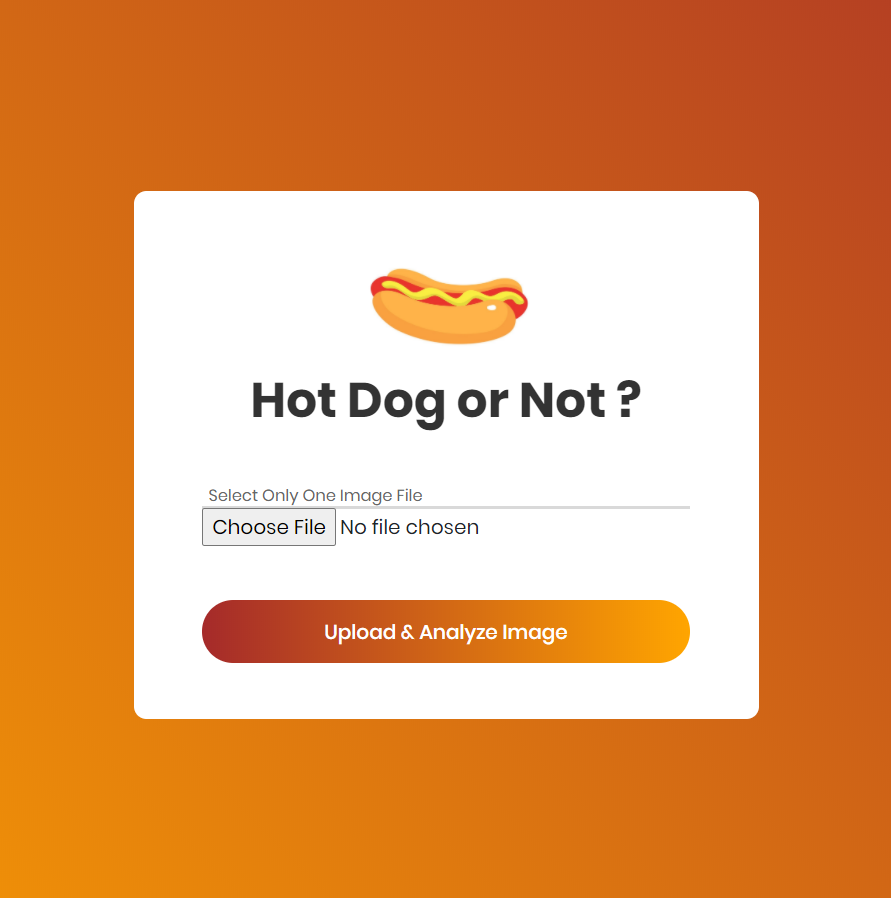 Hot Dog or Not ?
Select Only One Image File
Choose File No file chosen
Upload & Analyze Image